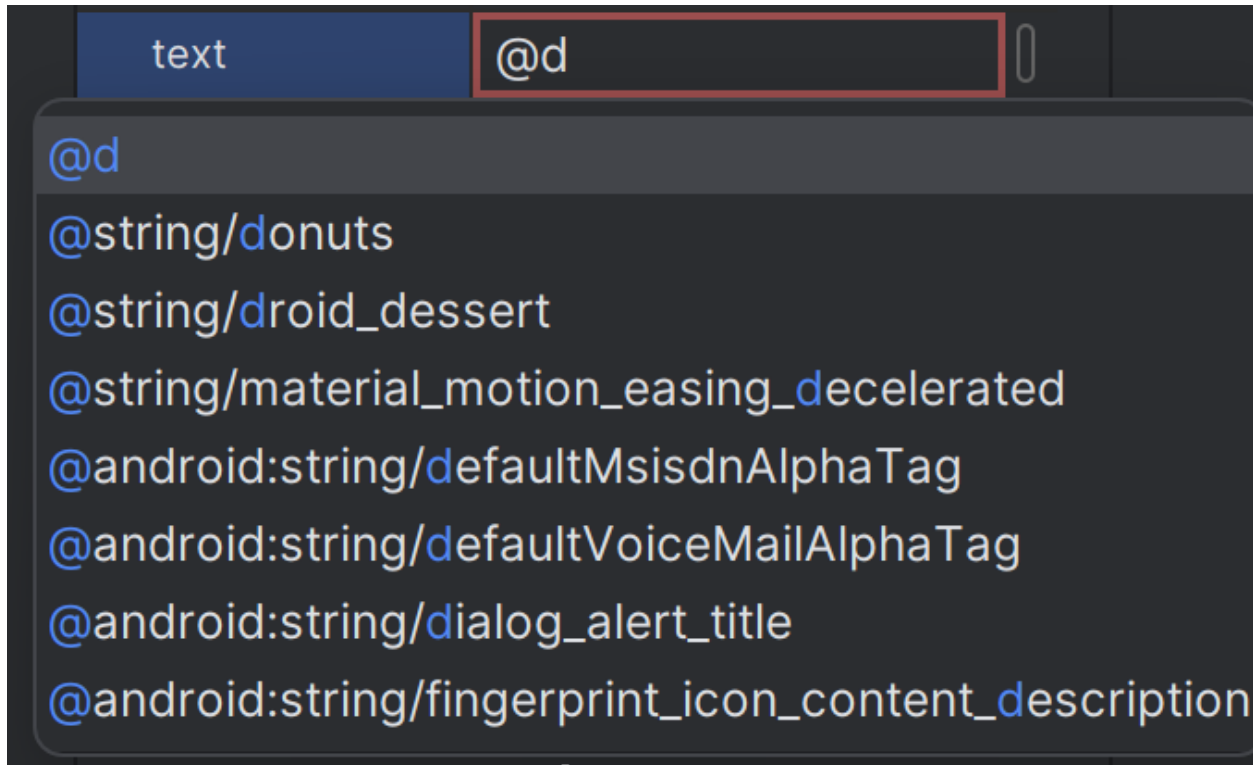 text @d
@d
@string/donuts
@string/droid_dessert
@string/material_motion_easing_decelerated
@android:string/defaultMsisdnAlphaTag
@android:string/defaultVoiceMailAlphaTag
@android:string/dialog_alert_title
@android:string/fingerprint_icon_content_description